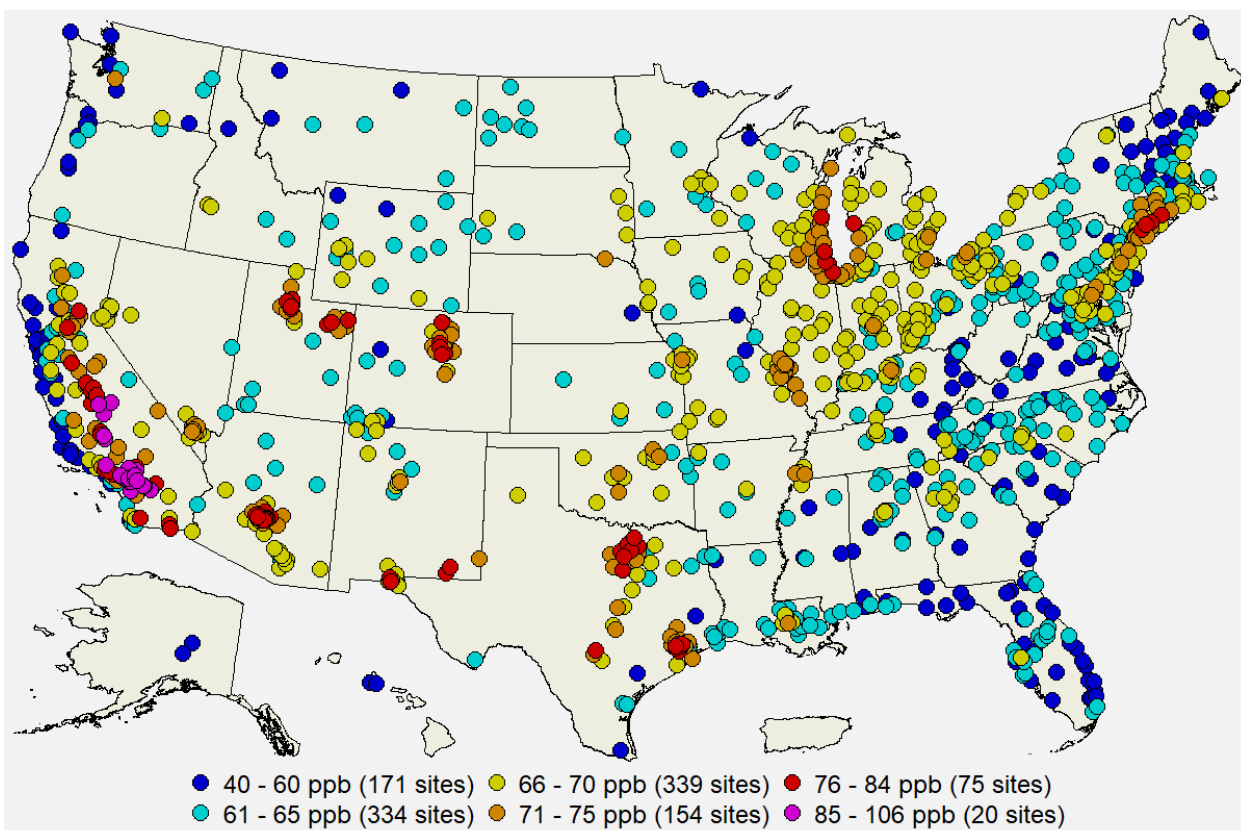 40 - 60 ppb (171 sites) 66 - 70 ppb (339 sites) 76 - 84 ppb (75 sites)
61 - 65 ppb (334 sites) 71 - 75 ppb (154 sites) 85 - 106 ppb (20 sites)